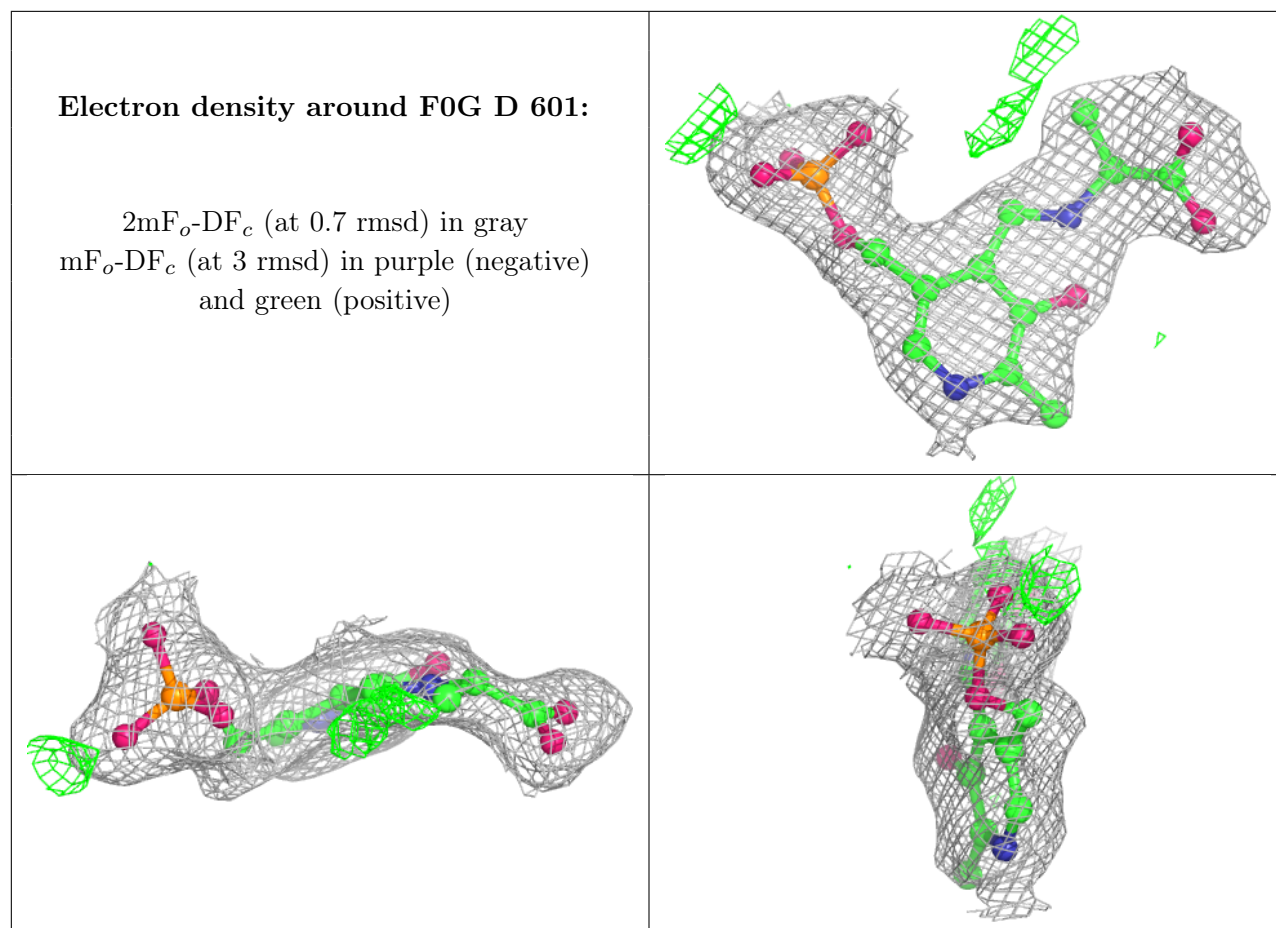 Electron density around F0G D 601:
2mFₒ-DF𝒸 (at 0.7 rmsd) in gray
mFₒ-DF𝒸 (at 3 rmsd) in purple (negative)
and green (positive)